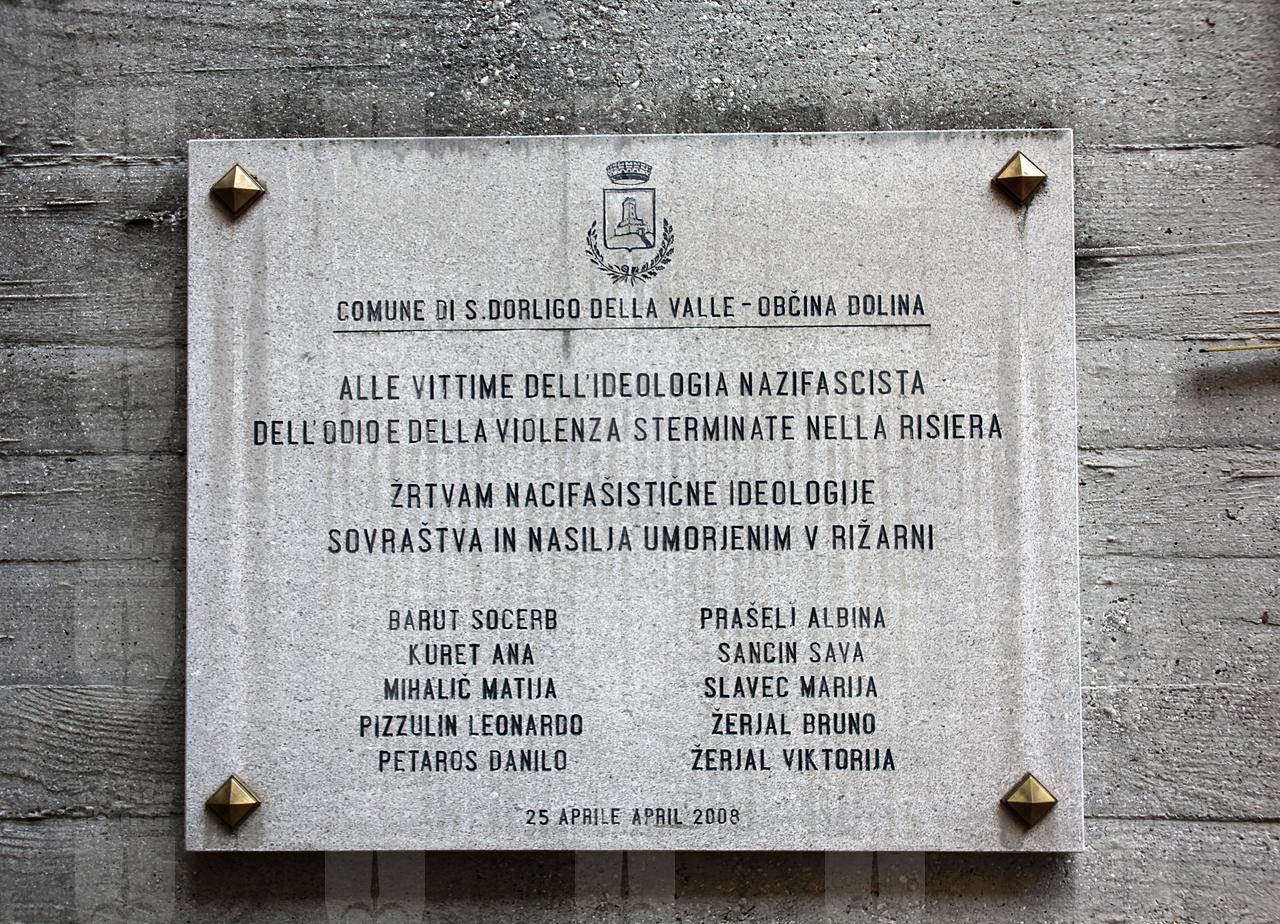 COMUNE DI S.DORLIGO DELLA VALLE - OBČINA DOLINA
ALLE VITTIME DELL'IDEOLOGIA NAZIFASCISTA
DELL'ODIO E DELLA VIOLENZA STERMINATE NELLA RISIERA
ŽRTVAM NACIFAŠISTIČNE IDEOLOGIJE
SOVRAŠTVA IN NASILJA UMORJENIM V RIŽARNI
BARUT SOCERB
KURET ANA
MIHALIČ MATIJA
PIZZULIN LEONARDO
PETAROS DANILO
PRAŠELJ ALBINA
SANCIN SAVA
SLAVEC MARIJA
ŽERJAL BRUNO
ŽERJAL VIKTORIJA
25 APRILE APRIL 2008